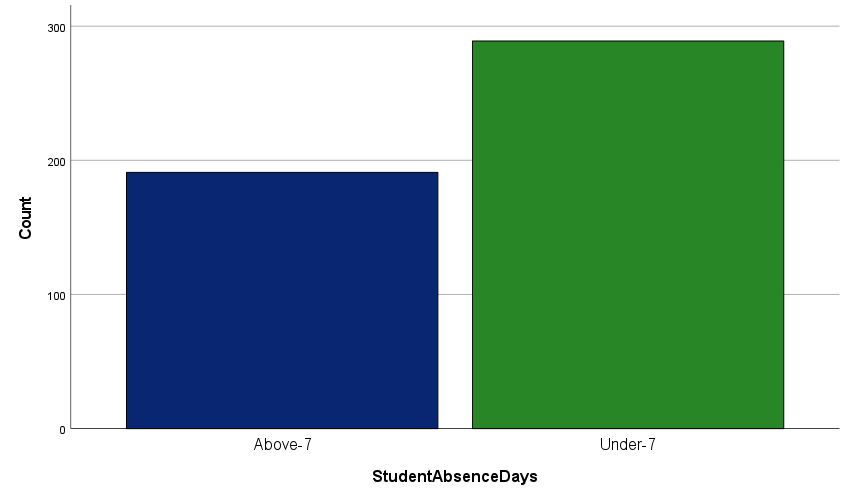 300
200
100
0
Count
Above-7
Under-7
StudentAbsenceDays